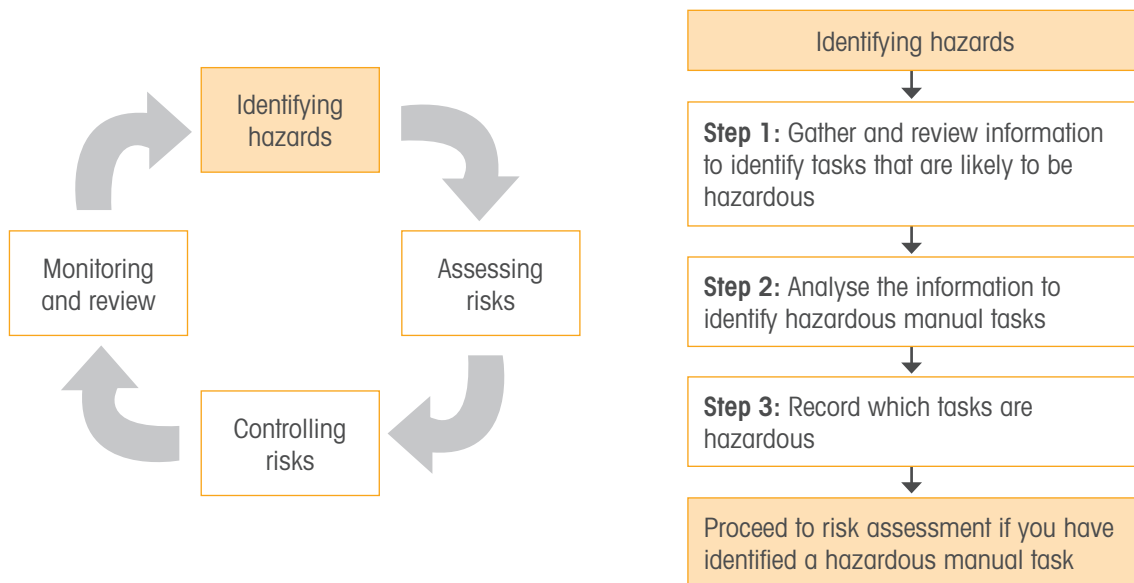 Identifying
hazards
Assessing
risks
Controlling
risks
Monitoring
and review
Identifying hazards
Step 1: Gather and review information
to identify tasks that are likely to be
hazardous
Step 2: Analyse the information to
identify hazardous manual tasks
Step 3: Record which tasks are
hazardous
Proceed to risk assessment if you have
identified a hazardous manual task